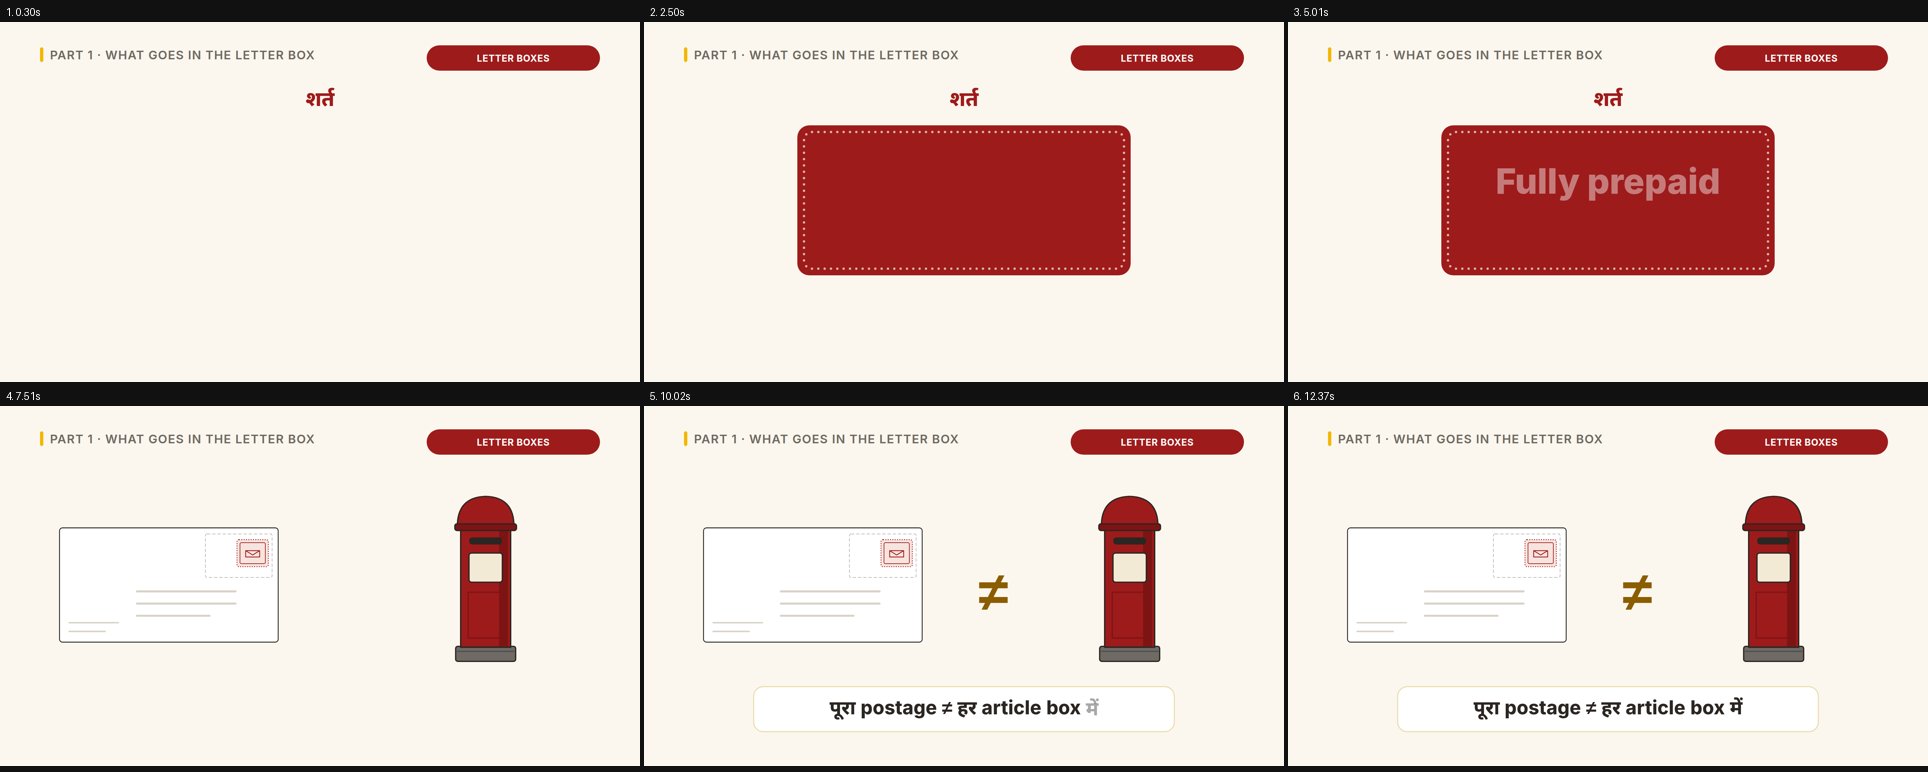 1. 0.30s
PART 1 · WHAT GOES IN THE LETTER BOX
LETTER BOXES
शर्त
2. 2.50s
PART 1 · WHAT GOES IN THE LETTER BOX
LETTER BOXES
शर्त
3. 5.01s
PART 1 · WHAT GOES IN THE LETTER BOX
LETTER BOXES
शर्त
Fully prepaid
4. 7.51s
PART 1 · WHAT GOES IN THE LETTER BOX
LETTER BOXES
5. 10.02s
PART 1 · WHAT GOES IN THE LETTER BOX
LETTER BOXES
≠
पूरा postage ≠ हर article box में
6. 12.37s
PART 1 · WHAT GOES IN THE LETTER BOX
LETTER BOXES
≠
पूरा postage ≠ हर article box में